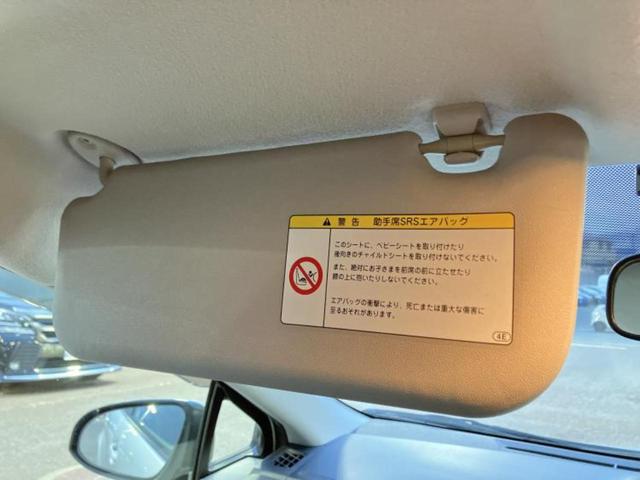 警告 助手席SRSエアバッグ
このシートに、ベビーシートを取り付けたり
後向きのチャイルドシートを取り付けないでください。
また、絶対にお子さまを前席の前に立たせたり
膝の上に抱いたりしないでください。
エアバッグの衝撃により、死亡または重大な傷害に
至るおそれがあります。
4E